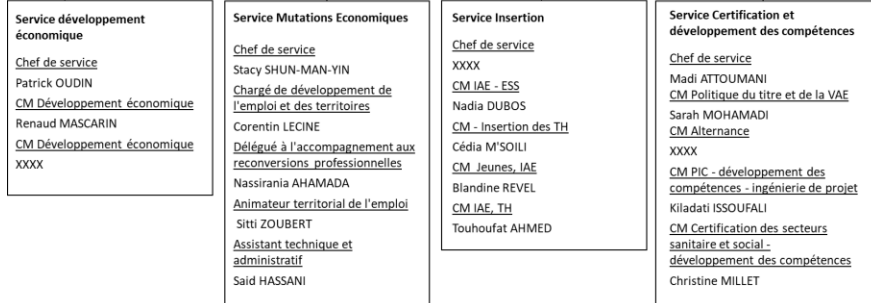 Service développement
économique
Chef de service
Patrick OUDIN
CM Développement économique
Renaud MASCARIN
CM Développement économique
XXXX
Service Mutations Economiques
Chef de service
Stacy SHUN-MAN-YIN
Chargé de développement de
l'emploi et des territoires
Corentin LECINE
Délégué à l'accompagnement aux
reconversions professionnelles
Nassirania AHAMADA
Animateur territorial de l'emploi
Sitti ZOUBERT
Assistant technique et
administratif
Said HASSANI
Service Insertion
Chef de service
XXXX
CM IAE - ESS
Nadia DUBOS
CM - Insertion des TH
Cédia M'SOILI
CM Jeunes, IAE
Blandine REVEL
CM IAE, TH
Touhoufat AHMED
Service Certification et
développement des compétences
Chef de service
Madi ATTOUMANI
CM Politique du titre et de la VAE
Sarah MOHAMADI
CM Alternance
XXXX
CM PIC - développement des
compétences - ingénierie de projet
Kiladati ISSOUFALI
CM Certification des secteurs
sanitaire et social -
développement des compétences
Christine MILLET